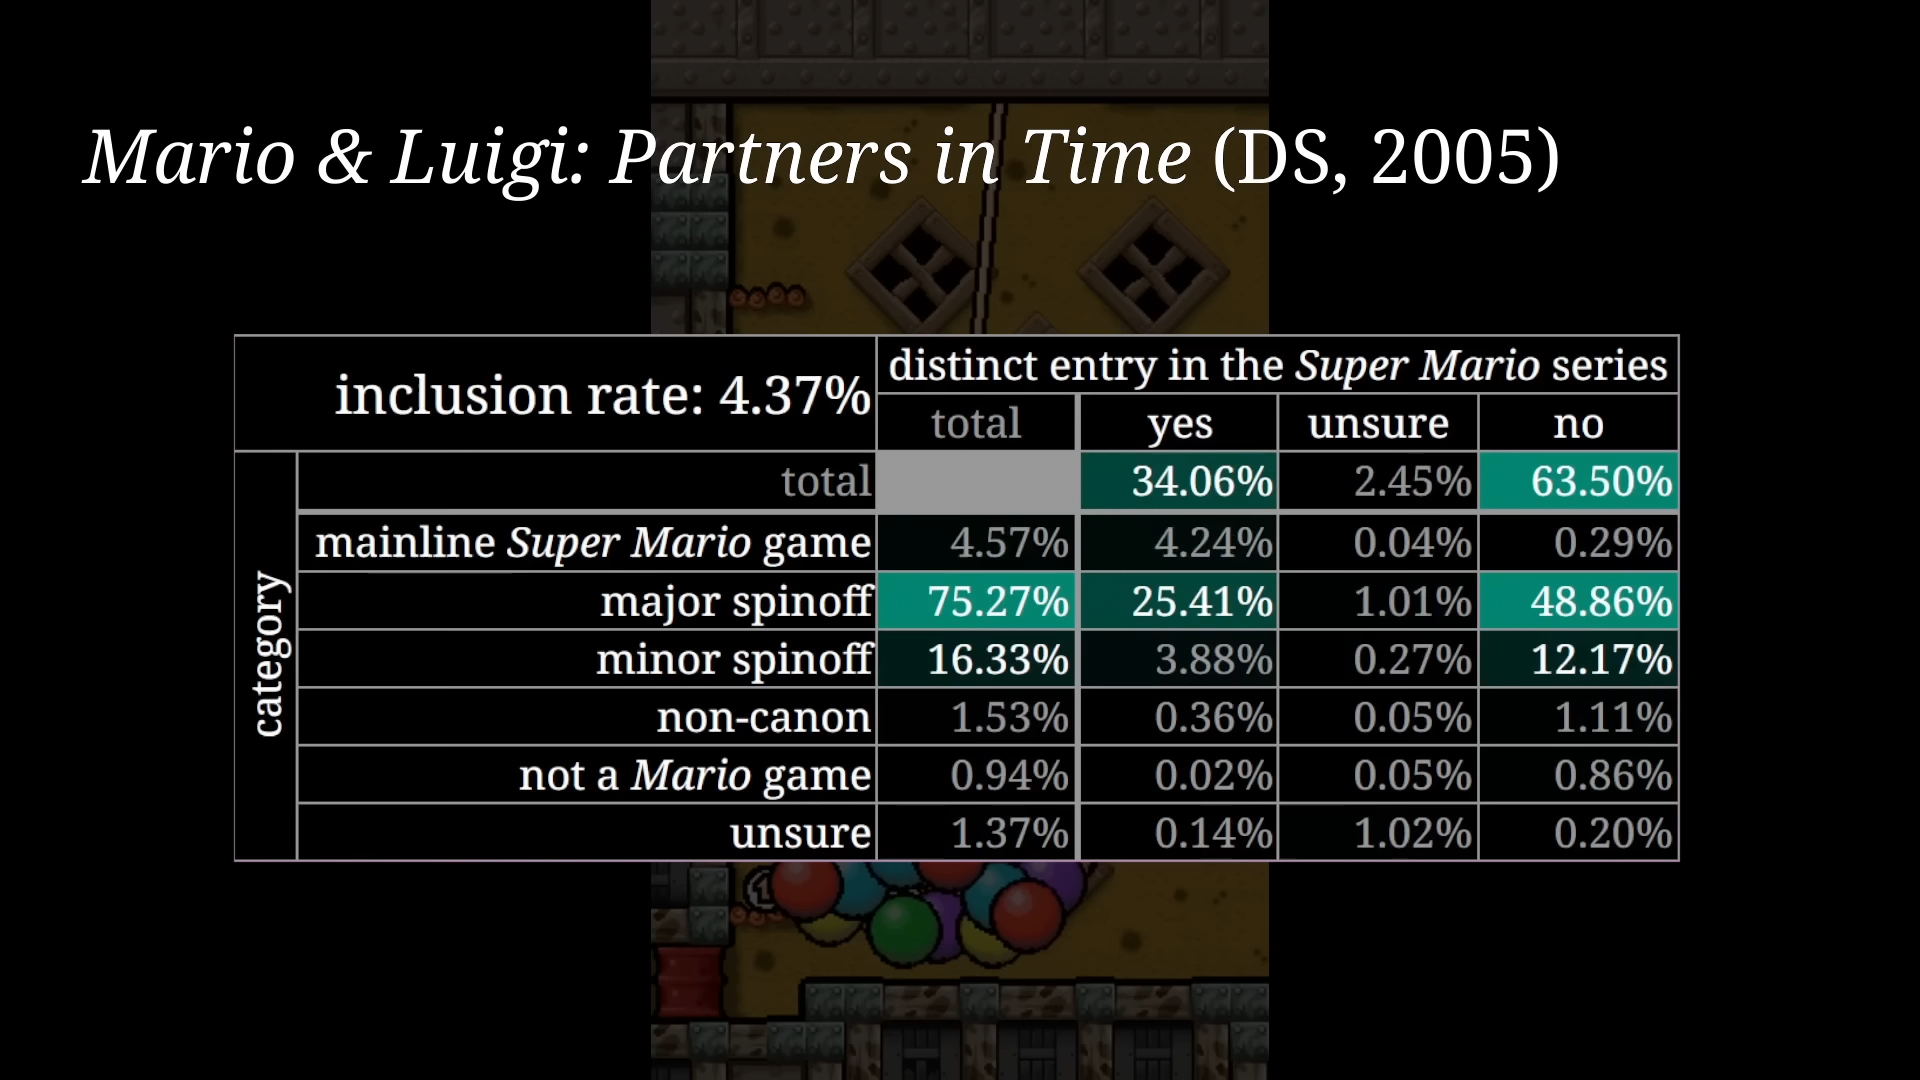 Mario & Luigi: Partners in Time (DS, 2005)
inclusion rate: 4.37%
distinct entry in the Super Mario series
total yes unsure no
category
total 34.06% 2.45% 63.50%
mainline Super Mario game 4.57% 4.24% 0.04% 0.29%
major spinoff 75.27% 25.41% 1.01% 48.86%
minor spinoff 16.33% 3.88% 0.27% 12.17%
non-canon 1.53% 0.36% 0.05% 1.11%
not a Mario game 0.94% 0.02% 0.05% 0.86%
unsure 1.37% 0.14% 1.02% 0.20%